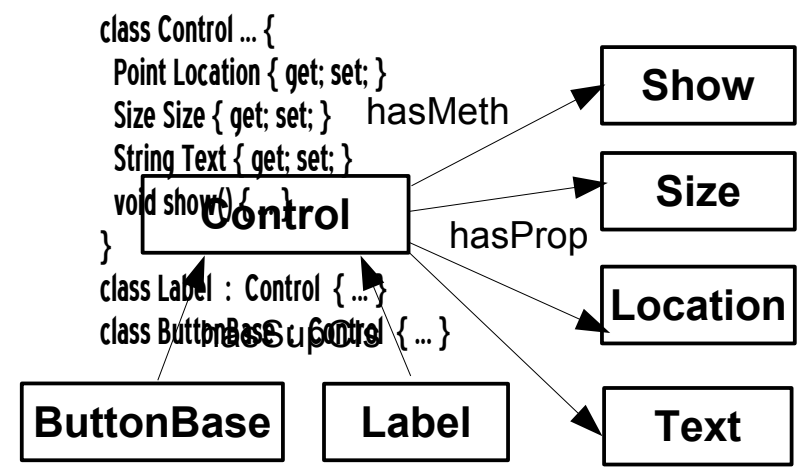 class Control ... {
Point Location { get; set; }
Size Size { get; set; }
String Text { get; set; }
void show() { ... }
}
class Label : Control { ... }
class ButtonBase : Control { ... }
hasMeth
hasProp
hasSupCls
Control
Show
Size
Location
Text
ButtonBase
Label